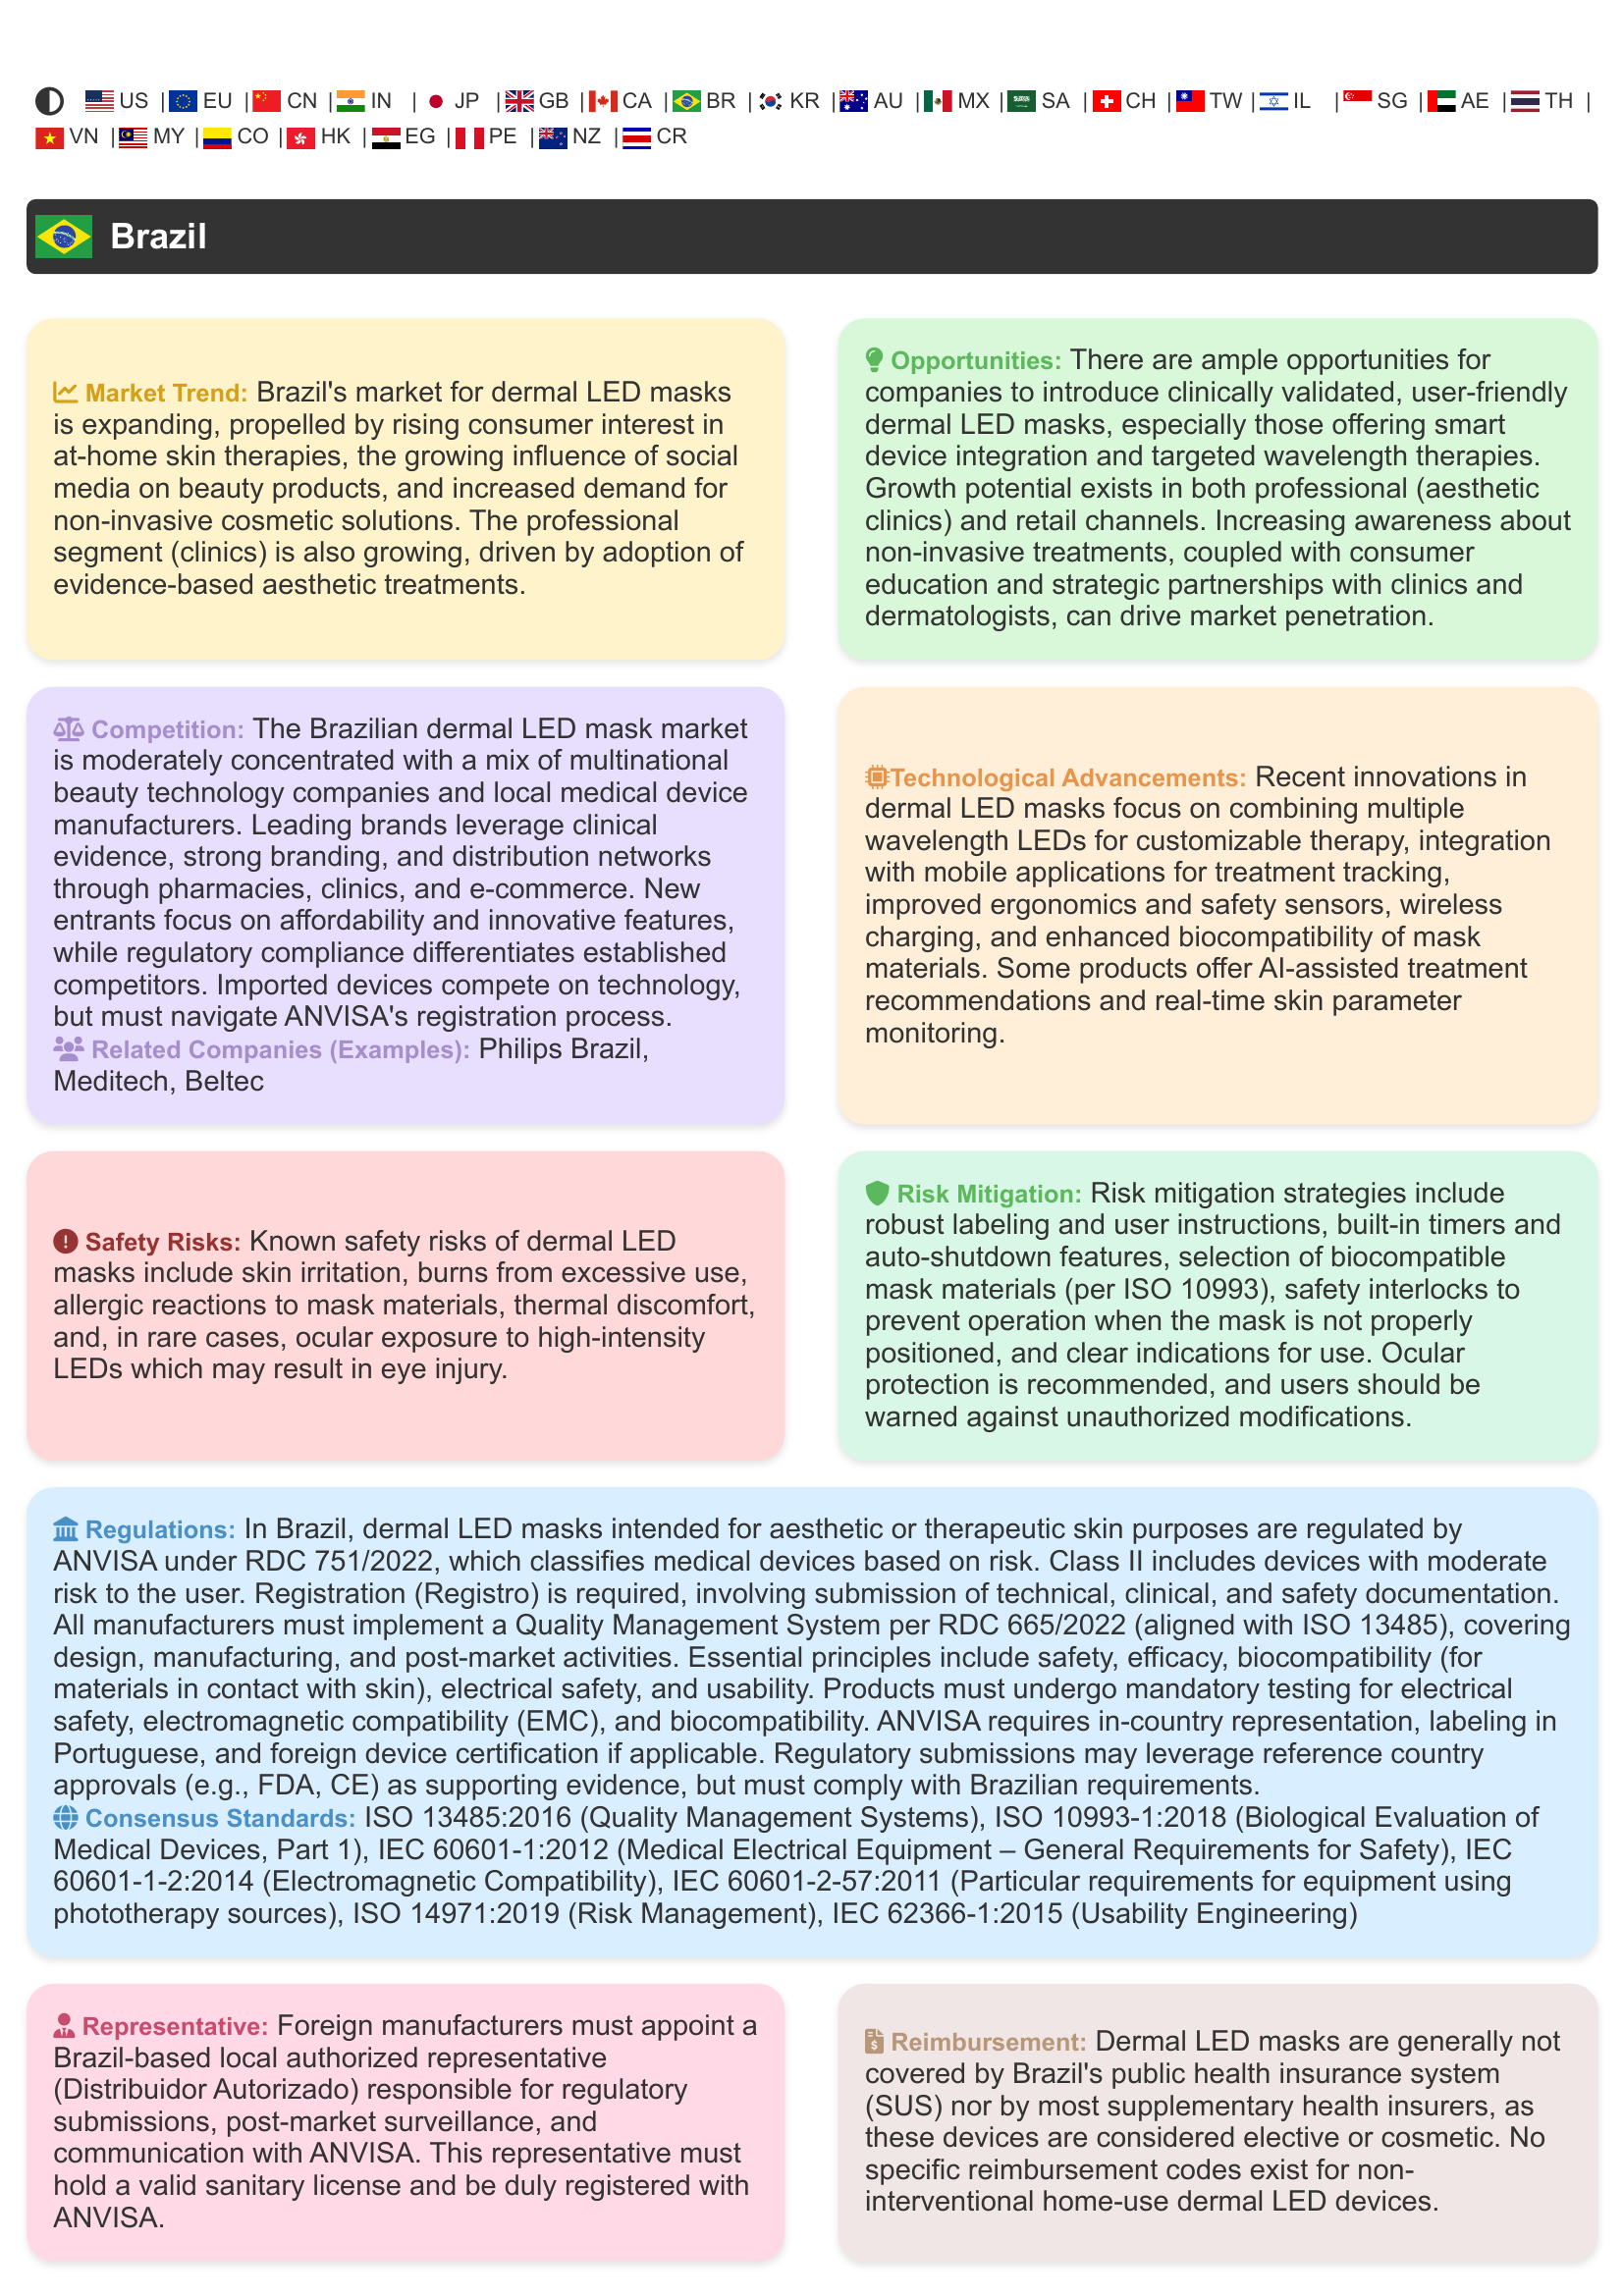 US | EU | CN | IN | JP | GB | CA | BR | KR | AU | MX | SA | CH | TW | IL | SG | AE | TH |
VN | MY | CO | HK | EG | PE | NZ | CR
Brazil
Market Trend: Brazil's market for dermal LED masks
is expanding, propelled by rising consumer interest in
at-home skin therapies, the growing influence of social
media on beauty products, and increased demand for
non-invasive cosmetic solutions. The professional
segment (clinics) is also growing, driven by adoption of
evidence-based aesthetic treatments.
Opportunities: There are ample opportunities for
companies to introduce clinically validated, user-friendly
dermal LED masks, especially those offering smart
device integration and targeted wavelength therapies.
Growth potential exists in both professional (aesthetic
clinics) and retail channels. Increasing awareness about
non-invasive treatments, coupled with consumer
education and strategic partnerships with clinics and
dermatologists, can drive market penetration.
Competition: The Brazilian dermal LED mask market
is moderately concentrated with a mix of multinational
beauty technology companies and local medical device
manufacturers. Leading brands leverage clinical
evidence, strong branding, and distribution networks
through pharmacies, clinics, and e-commerce. New
entrants focus on affordability and innovative features,
while regulatory compliance differentiates established
competitors. Imported devices compete on technology,
but must navigate ANVISA's registration process.
Related Companies (Examples): Philips Brazil,
Meditech, Beltec
Technological Advancements: Recent innovations in
dermal LED masks focus on combining multiple
wavelength LEDs for customizable therapy, integration
with mobile applications for treatment tracking,
improved ergonomics and safety sensors, wireless
charging, and enhanced biocompatibility of mask
materials. Some products offer AI-assisted treatment
recommendations and real-time skin parameter
monitoring.
Safety Risks: Known safety risks of dermal LED
masks include skin irritation, burns from excessive use,
allergic reactions to mask materials, thermal discomfort,
and, in rare cases, ocular exposure to high-intensity
LEDs which may result in eye injury.
Risk Mitigation: Risk mitigation strategies include
robust labeling and user instructions, built-in timers and
auto-shutdown features, selection of biocompatible
mask materials (per ISO 10993), safety interlocks to
prevent operation when the mask is not properly
positioned, and clear indications for use. Ocular
protection is recommended, and users should be
warned against unauthorized modifications.
Regulations: In Brazil, dermal LED masks intended for aesthetic or therapeutic skin purposes are regulated by
ANVISA under RDC 751/2022, which classifies medical devices based on risk. Class II includes devices with moderate
risk to the user. Registration (Registro) is required, involving submission of technical, clinical, and safety documentation.
All manufacturers must implement a Quality Management System per RDC 665/2022 (aligned with ISO 13485), covering
design, manufacturing, and post-market activities. Essential principles include safety, efficacy, biocompatibility (for
materials in contact with skin), electrical safety, and usability. Products must undergo mandatory testing for electrical
safety, electromagnetic compatibility (EMC), and biocompatibility. ANVISA requires in-country representation, labeling in
Portuguese, and foreign device certification if applicable. Regulatory submissions may leverage reference country
approvals (e.g., FDA, CE) as supporting evidence, but must comply with Brazilian requirements.
Consensus Standards: ISO 13485:2016 (Quality Management Systems), ISO 10993-1:2018 (Biological Evaluation of
Medical Devices, Part 1), IEC 60601-1:2012 (Medical Electrical Equipment – General Requirements for Safety), IEC
60601-1-2:2014 (Electromagnetic Compatibility), IEC 60601-2-57:2011 (Particular requirements for equipment using
phototherapy sources), ISO 14971:2019 (Risk Management), IEC 62366-1:2015 (Usability Engineering)
Representative: Foreign manufacturers must appoint a
Brazil-based local authorized representative
(Distribuidor Autorizado) responsible for regulatory
submissions, post-market surveillance, and
communication with ANVISA. This representative must
hold a valid sanitary license and be duly registered with
ANVISA.
Reimbursement: Dermal LED masks are generally not
covered by Brazil's public health insurance system
(SUS) nor by most supplementary health insurers, as
these devices are considered elective or cosmetic. No
specific reimbursement codes exist for non-
interventional home-use dermal LED devices.